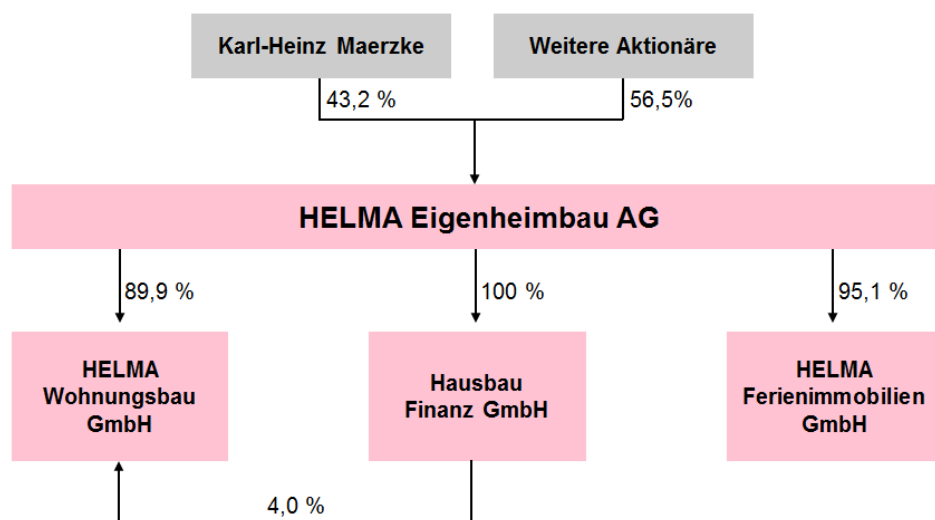 Karl-Heinz Maerzke
Weitere Aktionäre
43,2 %
56,5%
HELMA Eigenheimbau AG
89,9 %
100 %
95,1 %
HELMA
Wohnungsbau
GmbH
Hausbau
Finanz GmbH
HELMA
Ferienimmobilien
GmbH
4,0 %